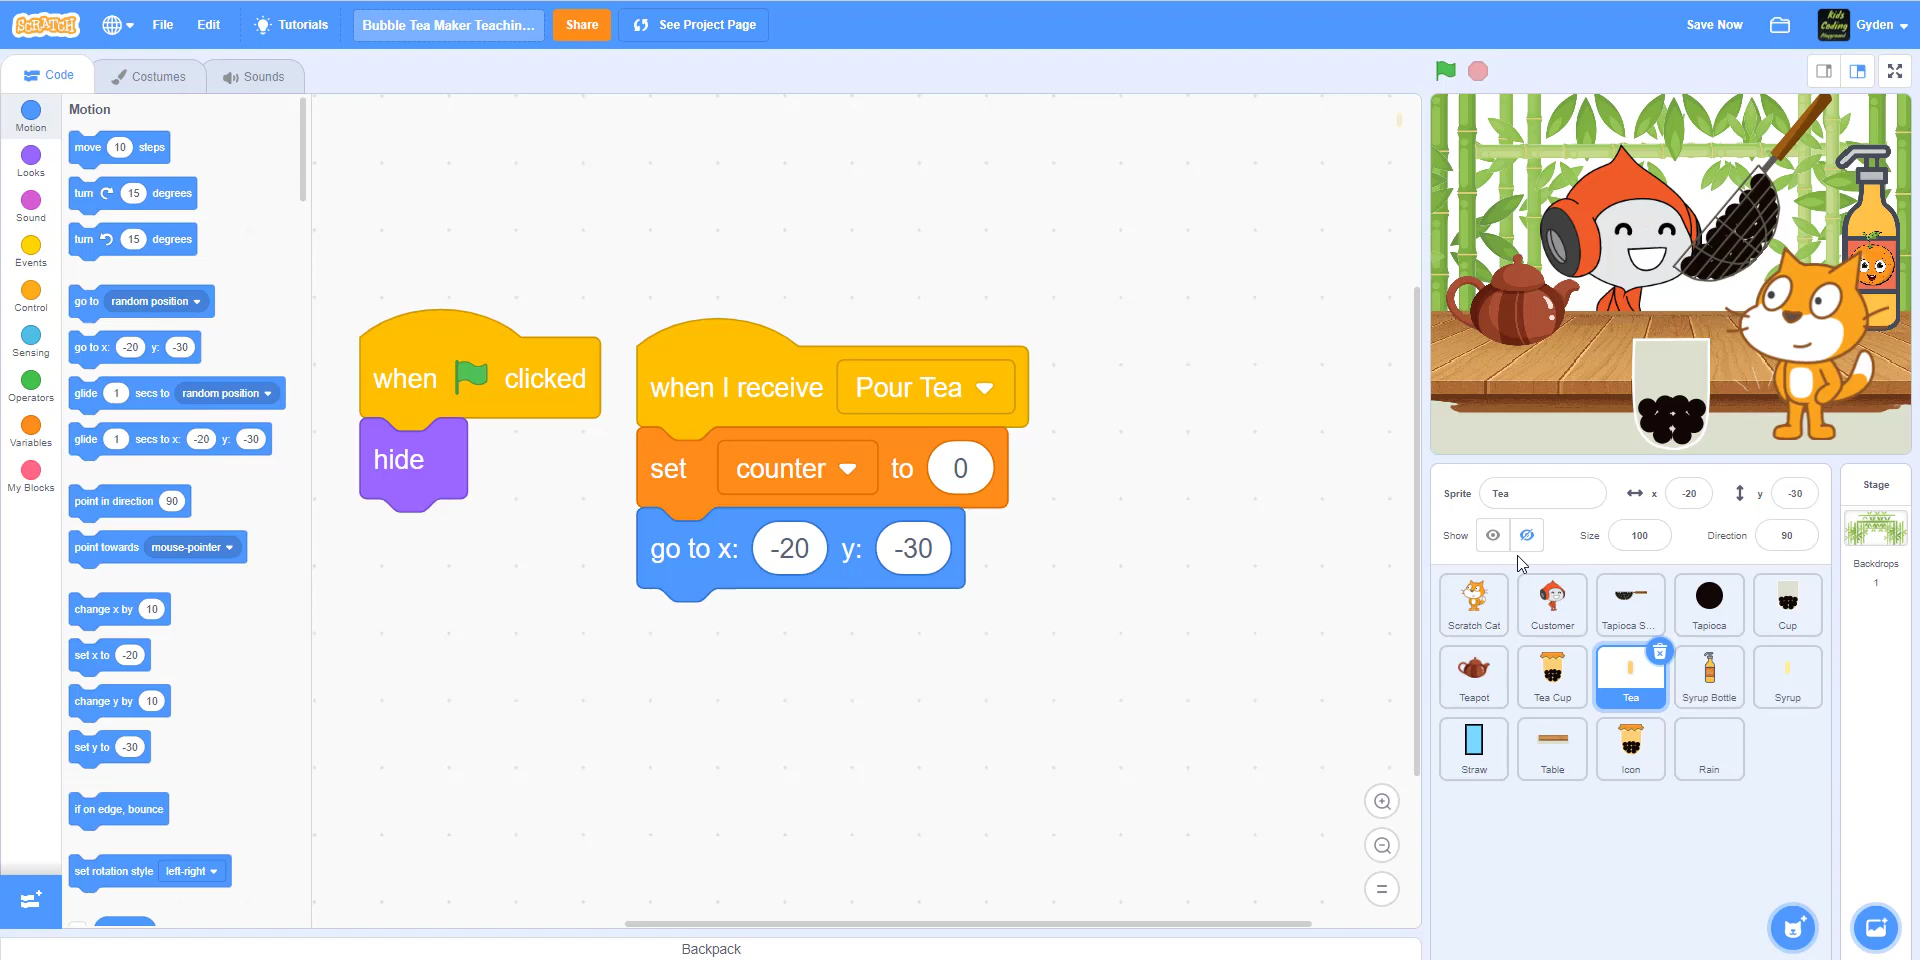 SCRATCH
File
Edit
Tutorials
Bubble Tea Maker Teachin...
Share
See Project Page
Save Now
Kids
Coding
Playground
Gyden
Code
Costumes
Sounds
Motion
Looks
Sound
Events
Control
Sensing
Operators
Variables
My Blocks
Motion
move 10 steps
turn 15 degrees
turn 15 degrees
go to random position
go to x: -20 y: -30
glide 1 secs to random position
glide 1 secs to x: -20 y: -30
point in direction 90
point towards mouse-pointer
change x by 10
set x to -20
change y by 10
set y to -30
if on edge, bounce
set rotation style left-right
when clicked
hide
when I receive Pour Tea
set counter to 0
go to x: -20 y: -30
Backpack
Sprite Tea x -20 y -30
Show Size 100 Direction 90
Scratch Cat
Customer
Tapioca S...
Tapioca
Cup
Teapot
Tea Cup
Tea
Syrup Bottle
Syrup
Straw
Table
Icon
Rain
Stage
Backdrops
1